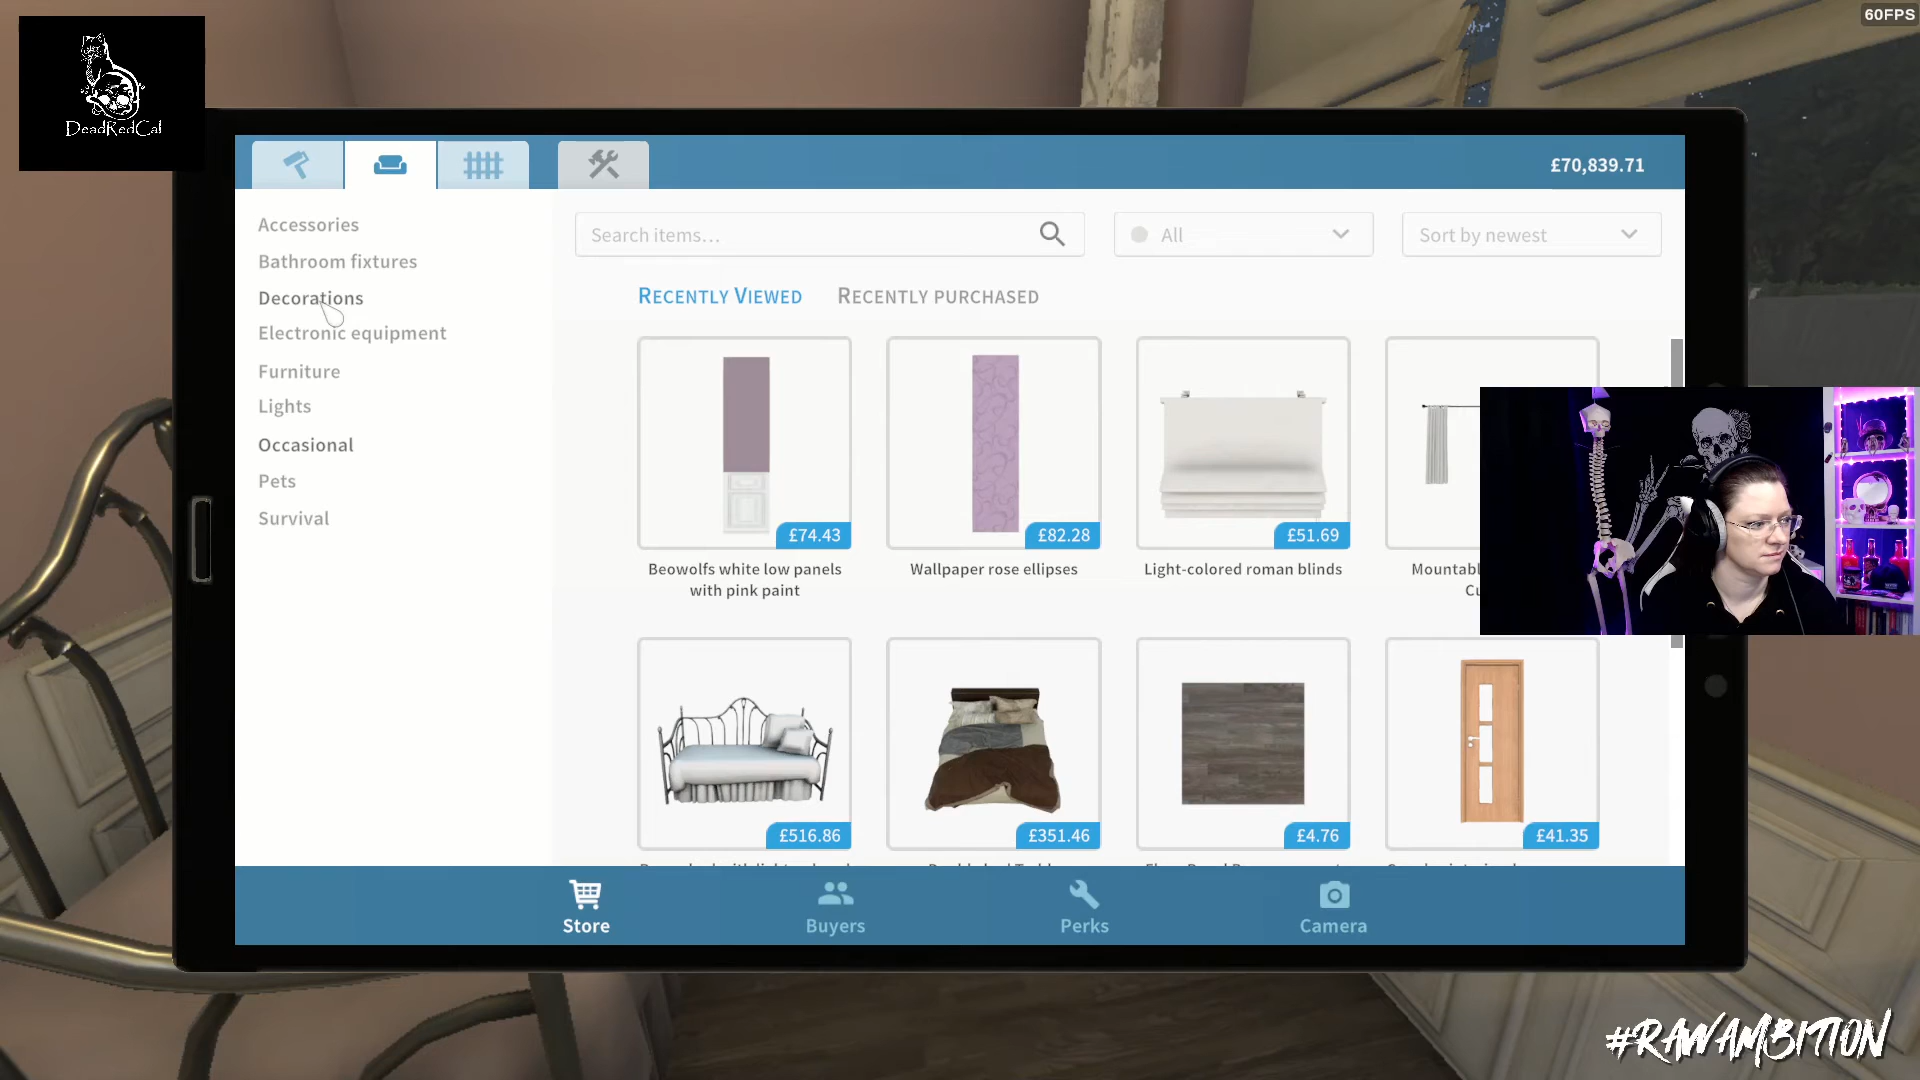 60FPS
DeadRedCal
£70,839.71
Accessories
Bathroom fixtures
Decorations
Electronic equipment
Furniture
Lights
Occasional
Pets
Survival
Search items...
All
Sort by newest
RECENTLY VIEWED
RECENTLY PURCHASED
£74.43
£82.28
£51.69
Beowolfs white low panels
with pink paint
Wallpaper rose ellipses
Light-colored roman blinds
£516.86
£351.46
£4.76
£41.35
Store
Buyers
Perks
Camera
#RAWAMBITION